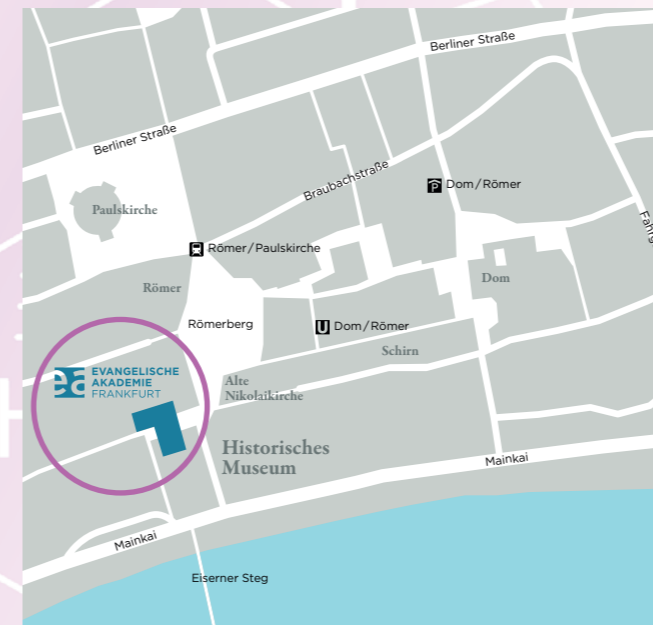 Berliner Straße
Berliner Straße
Paulskirche
Braubachstraße
P Dom/Römer
Römer/Paulskirche
Dom
Römer
Römerberg
U Dom/Römer
Schirn
ea EVANGELISCHE
AKADEMIE
FRANKFURT
Alte
Nikolaikirche
Historisches
Museum
Mainkai
Mainkai
Eiserner Steg
Fahrg